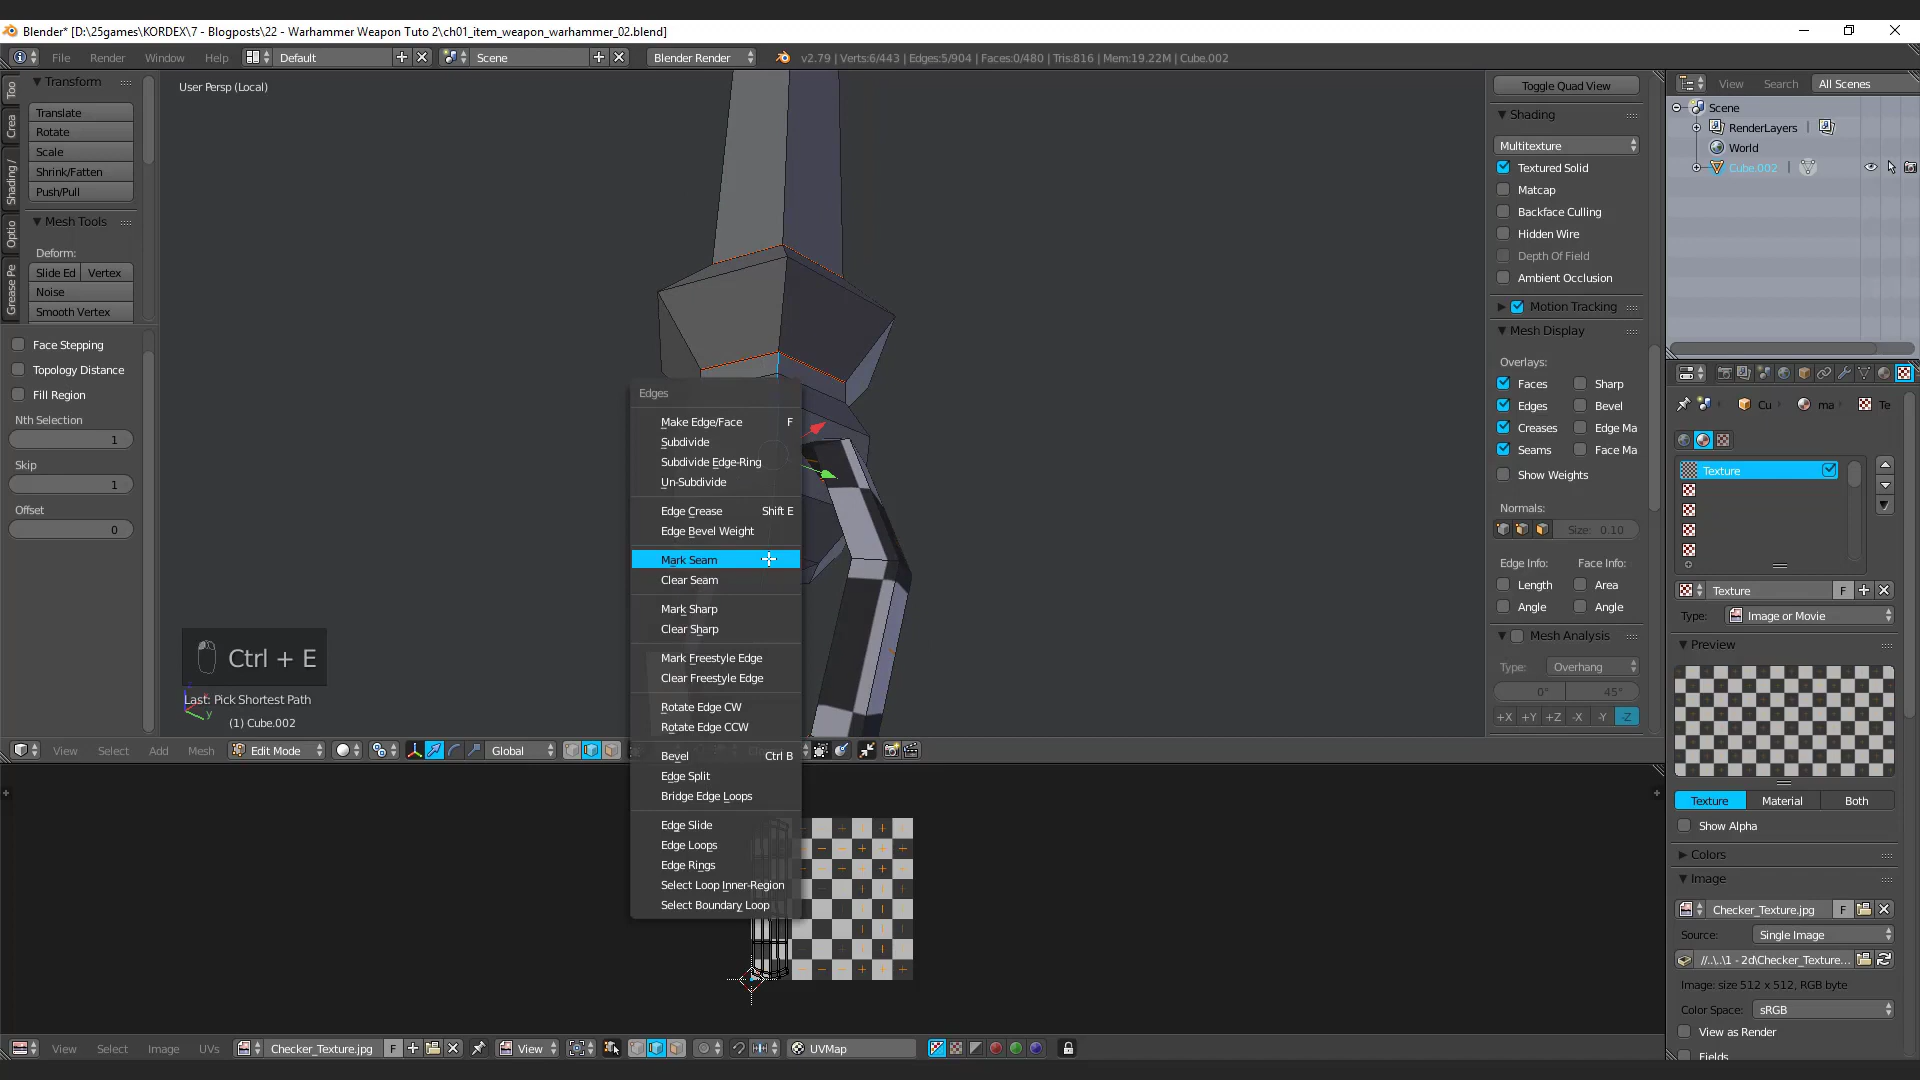 Blender* [D:\25games\KORDEX\7 - Blogposts\22 - Warhammer Weapon Tuto 2\ch01_item_weapon_warhammer_02.blend]
File Render Window Help Default Scene Blender Render v2.79 | Verts:6/443 | Edges:5/904 | Faces:0/480 | Tris:816 | Mem:19.22M | Cube.002
Too
Crea
Shading /
Optio
Grease Pe
Transform
Translate
Rotate
Scale
Shrink/Fatten
Push/Pull
Mesh Tools
Deform:
Slide Ed Vertex
Noise
Smooth Vertex
Face Stepping
Topology Distance
Fill Region
Nth Selection
1
Skip
1
Offset
0
User Persp (Local)
Edges
Make Edge/Face F
Subdivide
Subdivide Edge-Ring
Un-Subdivide
Edge Crease Shift E
Edge Bevel Weight
Mark Seam
Clear Seam
Mark Sharp
Clear Sharp
Mark Freestyle Edge
Clear Freestyle Edge
Rotate Edge CW
Rotate Edge CCW
Bevel Ctrl B
Edge Split
Bridge Edge Loops
Edge Slide
Edge Loops
Edge Rings
Select Loop Inner-Region
Select Boundary Loop
Ctrl + E
Last: Pick Shortest Path
y
(1) Cube.002
View Select Add Mesh Edit Mode Global
Toggle Quad View
Shading
Multitexture
Textured Solid
Matcap
Backface Culling
Hidden Wire
Depth Of Field
Ambient Occlusion
Motion Tracking
Mesh Display
Overlays:
Faces Sharp
Edges Bevel
Creases Edge Ma
Seams Face Ma
Show Weights
Normals:
Size: 0.10
Edge Info: Face Info:
Length Area
Angle Angle
Mesh Analysis
Type: Overhang
0° 45°
+X +Y +Z -X -Y -Z
View Search All Scenes
Scene
RenderLayers |
World
Cube.002 |
Cu ma Te
Texture
Texture F
Type: Image or Movie
Preview
Texture Material Both
Show Alpha
Colors
Image
Checker_Texture.jpg F
Source: Single Image
//..\..\1 - 2d\Checker_Texture...
Image: size 512 x 512, RGB byte
Color Space: sRGB
View as Render
Fields
View Select Image UVs Checker_Texture.jpg F View UVMap